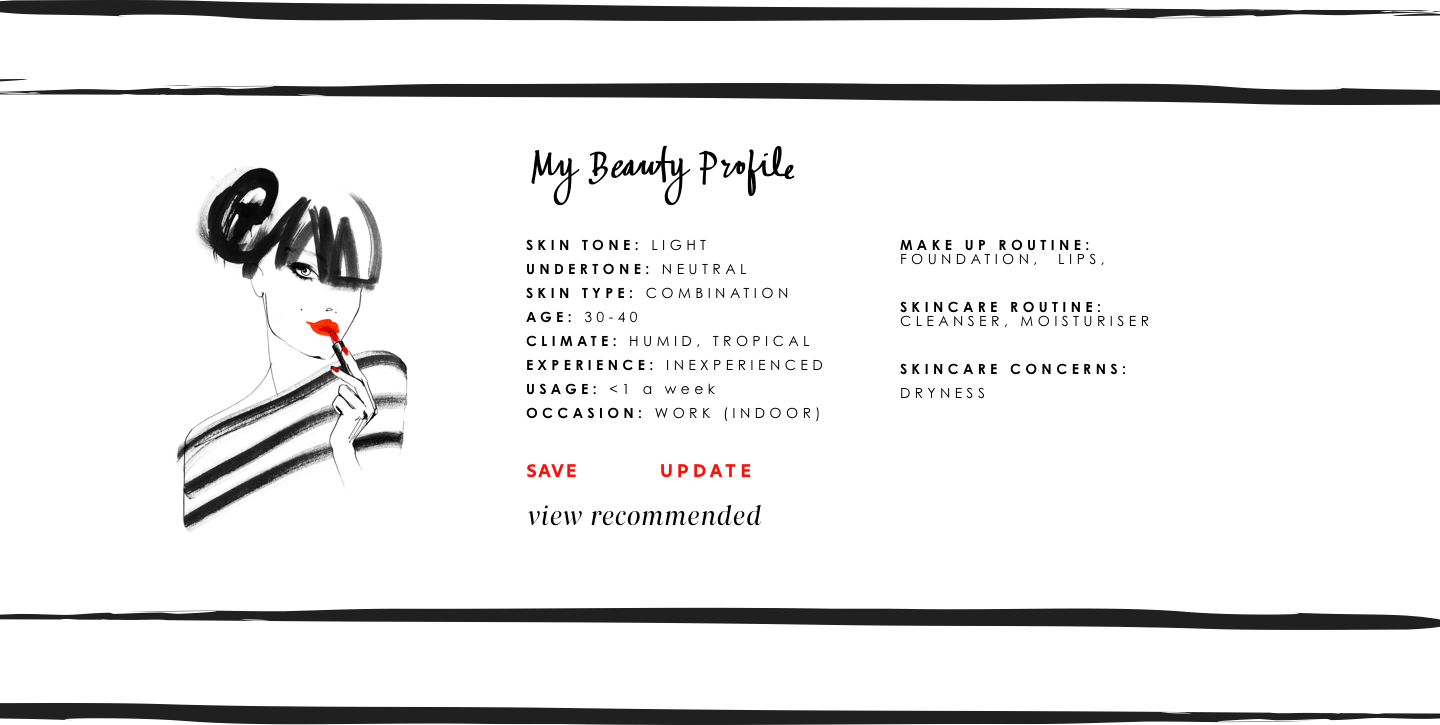 My Beauty Profile
SKIN TONE: LIGHT
UNDERTONE: NEUTRAL
SKIN TYPE: COMBINATION
AGE: 30-40
CLIMATE: HUMID, TROPICAL
EXPERIENCE: INEXPERIENCED
USAGE: <1 a week
OCCASION: WORK (INDOOR)
SAVE UPDATE
view recommended
MAKE UP ROUTINE:
FOUNDATION, LIPS,
SKINCARE ROUTINE:
CLEANSER, MOISTURISER
SKINCARE CONCERNS:
DRYNESS